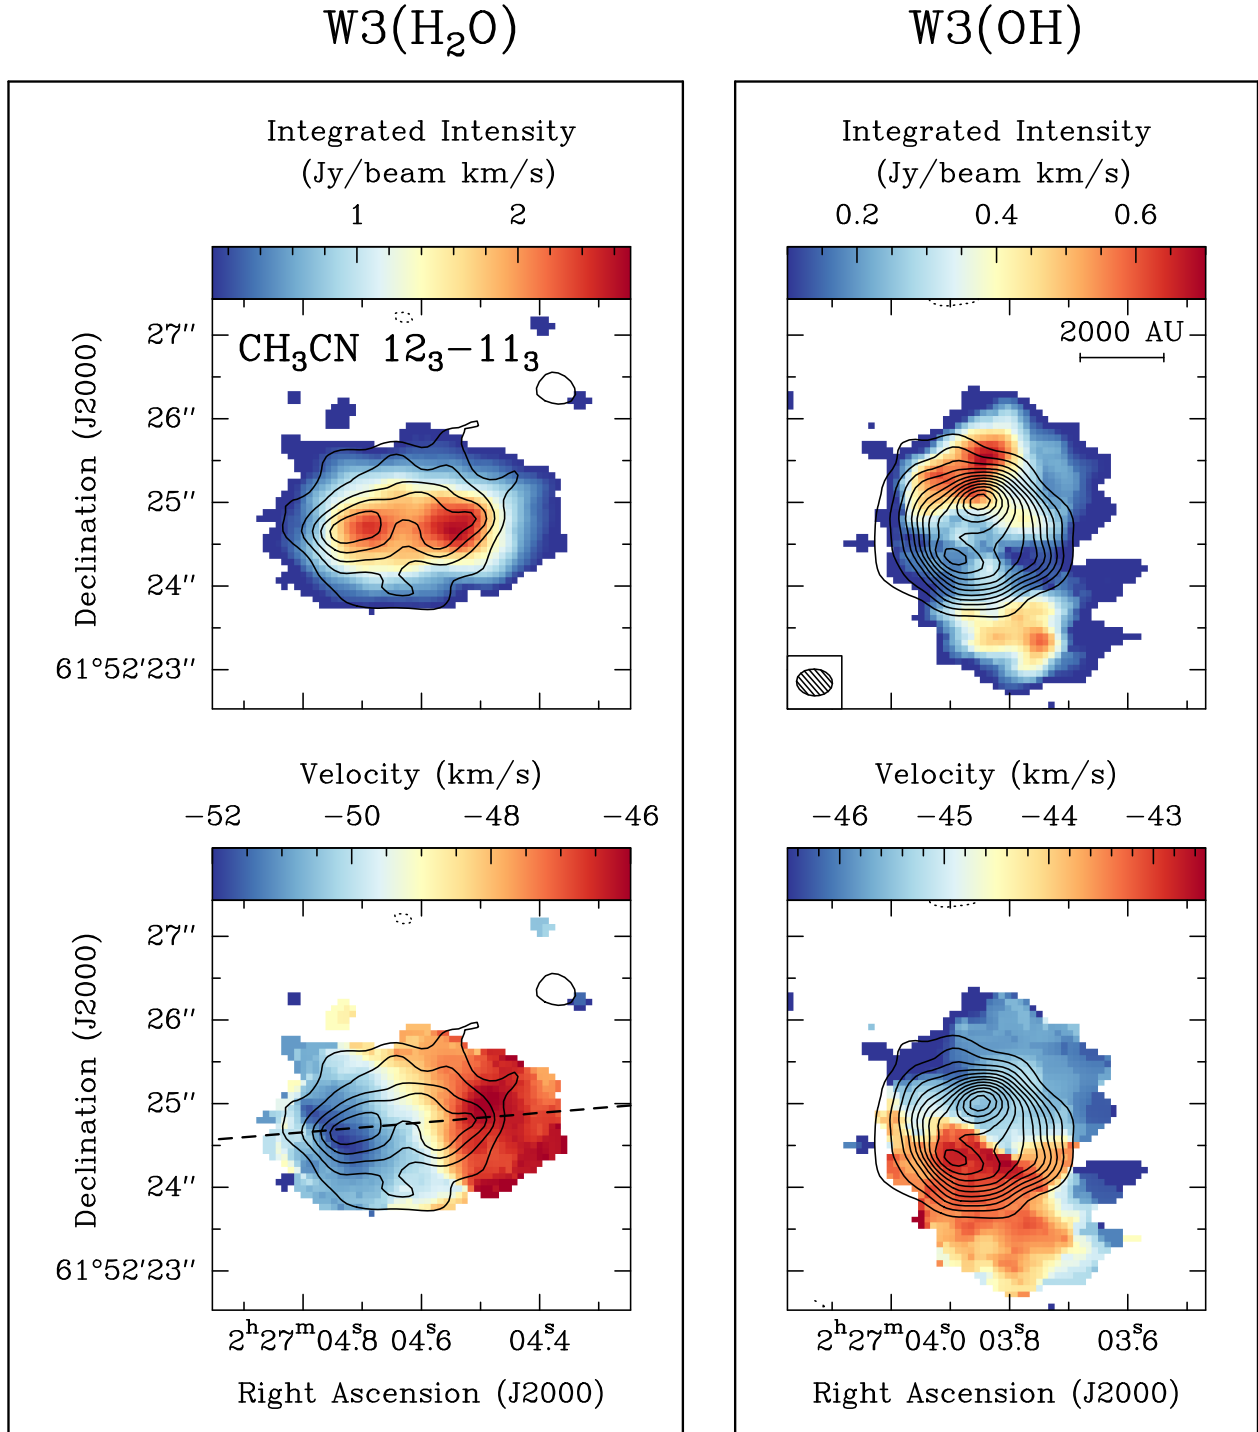 W3(H₂O)
W3(OH)
Integrated Intensity
(Jy/beam km/s)
1 2
CH₃CN 12₃−11₃
27″
26″
25″
24″
61°52′23″
Declination (J2000)
Integrated Intensity
(Jy/beam km/s)
0.2 0.4 0.6
2000 AU
Velocity (km/s)
−52 −50 −48 −46
27″
26″
25″
24″
61°52′23″
Declination (J2000)
2ʰ27ᵐ04.ˢ8 04.ˢ6 04.ˢ4
Right Ascension (J2000)
Velocity (km/s)
−46 −45 −44 −43
2ʰ27ᵐ04.ˢ0 03.ˢ8 03.ˢ6
Right Ascension (J2000)